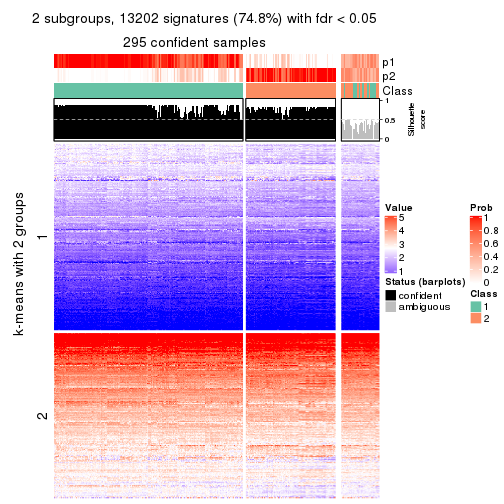 2 subgroups, 13202 signatures (74.8%) with fdr < 0.05
295 confident samples
p1
p2
Class
1
0.5
0
Silhouette
score
k-means with 2 groups
1
2
Value
5
4
3
2
1
Status (barplots)
confident
ambiguous
Prob
1
0.8
0.6
0.4
0.2
0
Class
1
2